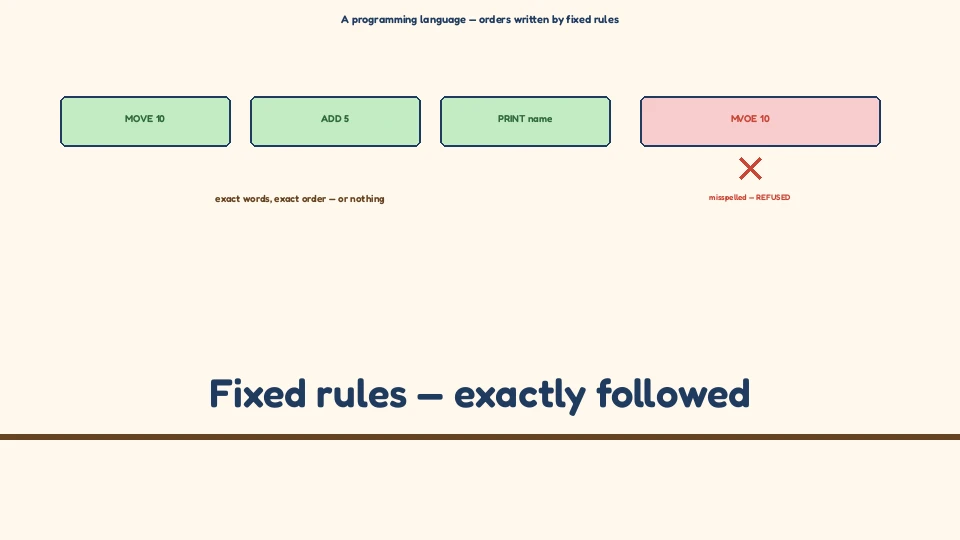 A programming language — orders written by fixed rules
MOVE 10
ADD 5
PRINT name
MVOE 10
exact words, exact order — or nothing
misspelled — REFUSED
Fixed rules — exactly followed